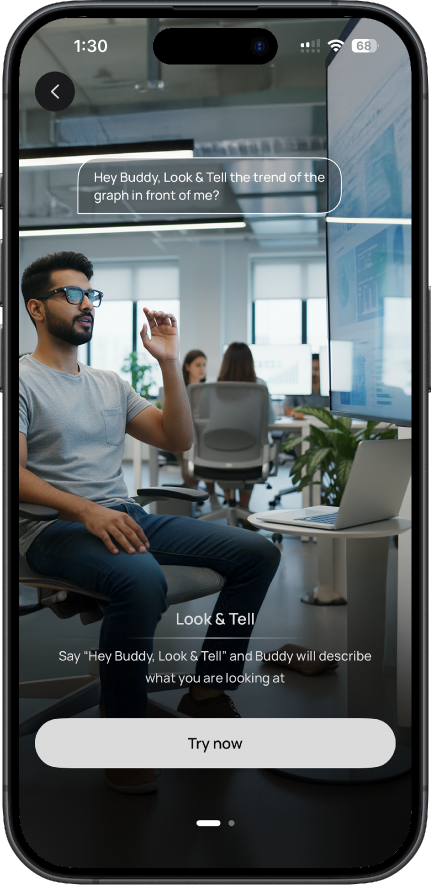 1:30
68
Hey Buddy, Look & Tell the trend of the
graph in front of me?
Look & Tell
Say “Hey Buddy, Look & Tell” and Buddy will describe
what you are looking at
Try now